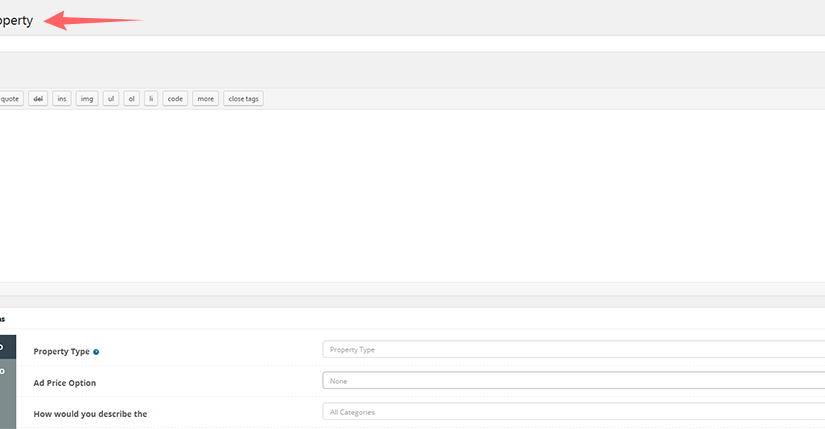 operty
quote del ins img ul ol li code more close tags
Property Type Property Type
Ad Price Option None
How would you describe the All Categories